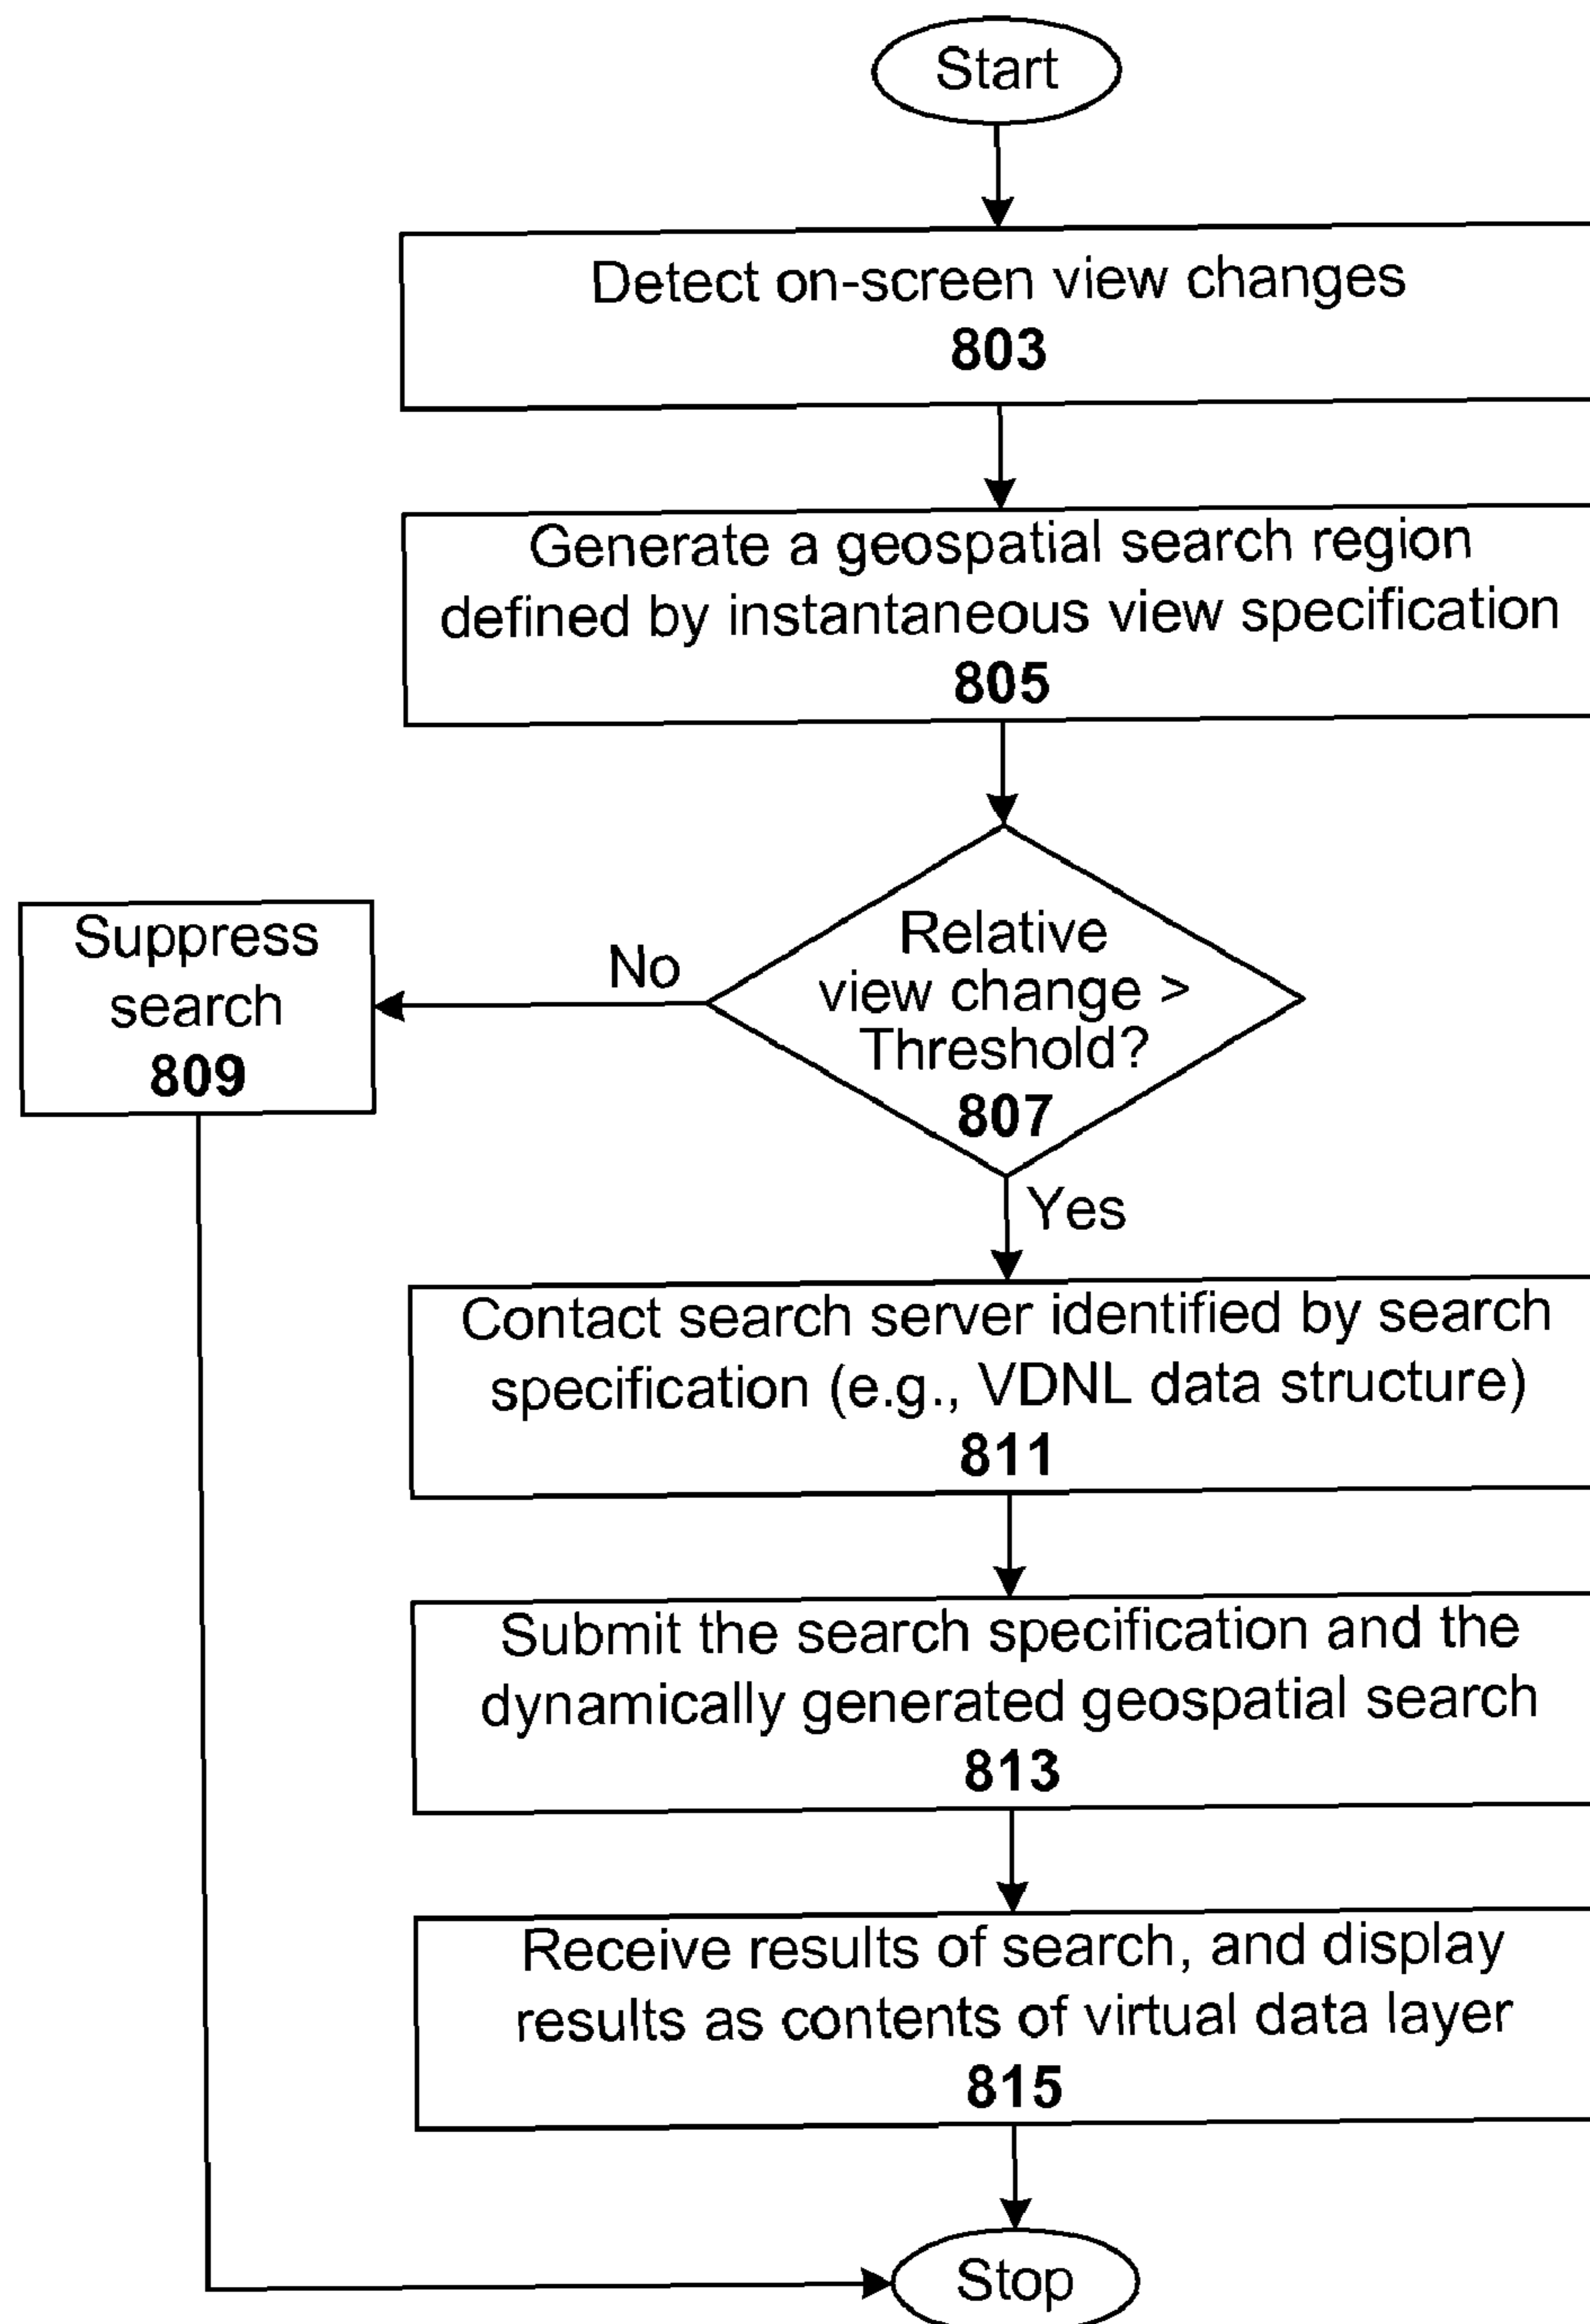 Start
Detect on-screen view changes
803
Generate a geospatial search region
defined by instantaneous view specification
805
Relative
view change >
Threshold?
807
No
Suppress
search
809
Yes
Contact search server identified by search
specification (e.g., VDNL data structure)
811
Submit the search specification and the
dynamically generated geospatial search
813
Receive results of search, and display
results as contents of virtual data layer
815
Stop